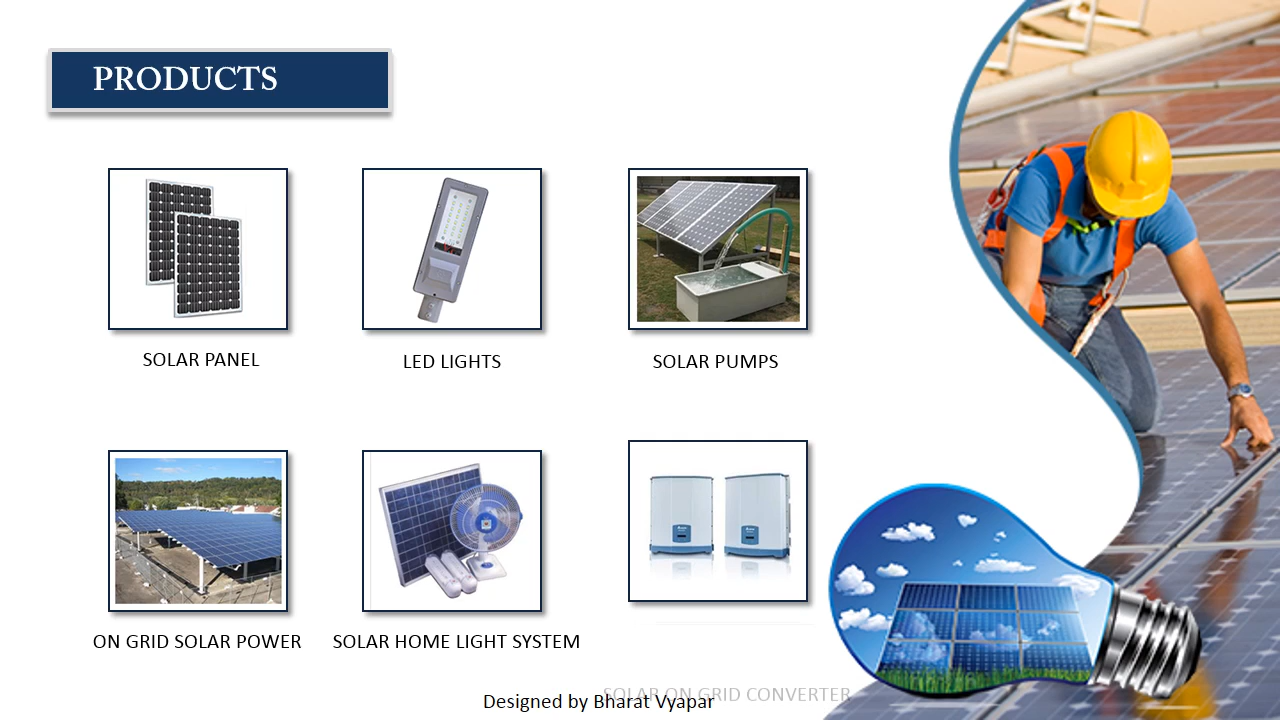 PRODUCTS
SOLAR PANEL
LED LIGHTS
SOLAR PUMPS
ON GRID SOLAR POWER
SOLAR HOME LIGHT SYSTEM
SOLAR ON GRID CONVERTER
Designed by Bharat Vyapar